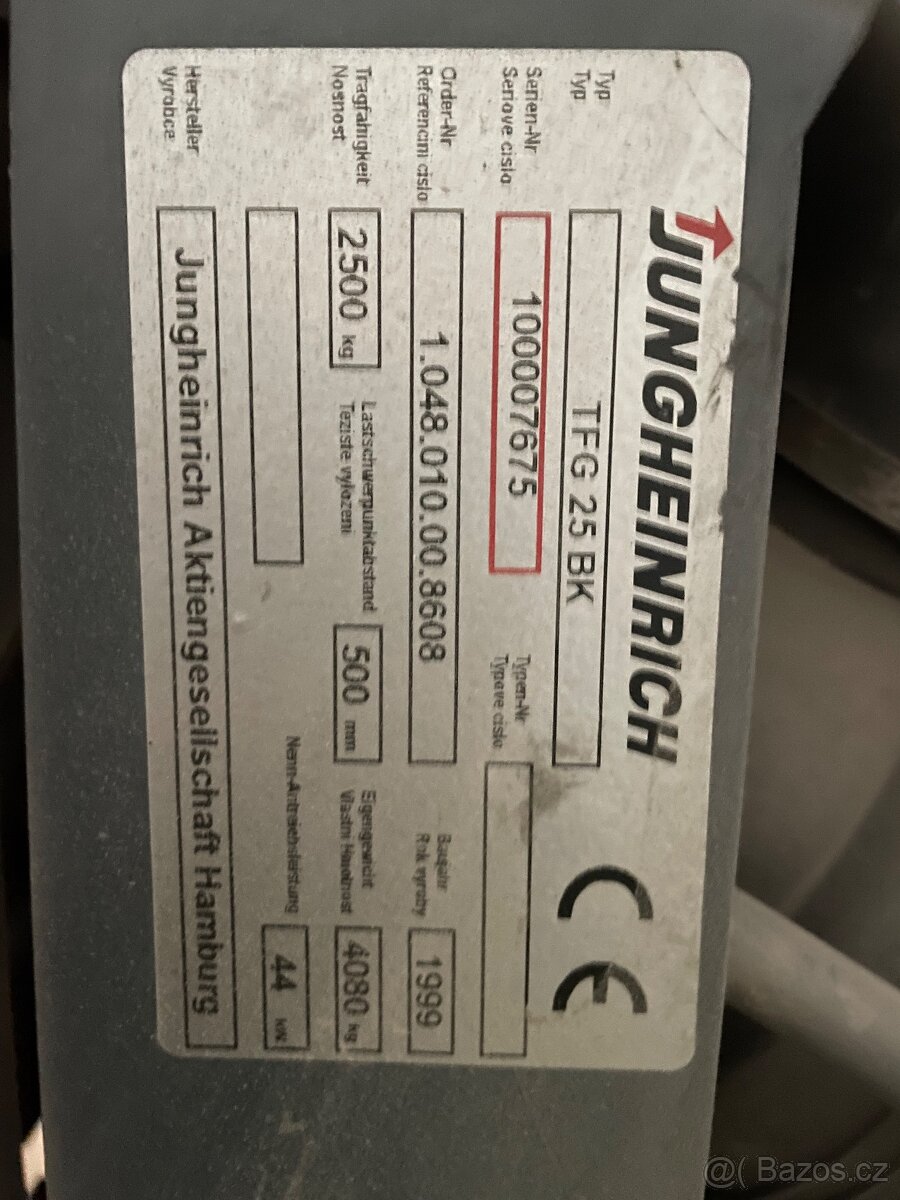 JUNGHEINRICH
CE
Typ
Typ
TFG 25 BK
Serien-Nr
Seriove cislo
100007675
Typen-Nr
Typove cislo
Order-Nr
Referencini cislo
1.048.010.00.8608
Baujahr
Rok vyroby
1999
Tragfahigkeit
Nosnost
2500 kg
Lastschwerpunktabstand
Teziste vylozeni
500 mm
Eigengewicht
Vlastni Hmotnost
4080 kg
Nenn-Antriebsleistung
44 kW
Hersteller
Vyrobce
Jungheinrich Aktiengesellschaft Hamburg
@( Bazos.cz